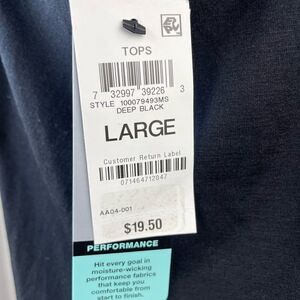 TOPS
7 32997 39226 3
STYLE 100079493MS
DEEP BLACK
LARGE
Customer Return Label
071464712047
AA04-001
$19.50
PERFORMANCE
Hit every goal in
moisture-wicking
performance fabrics
that keep you
comfortable from
start to finish.